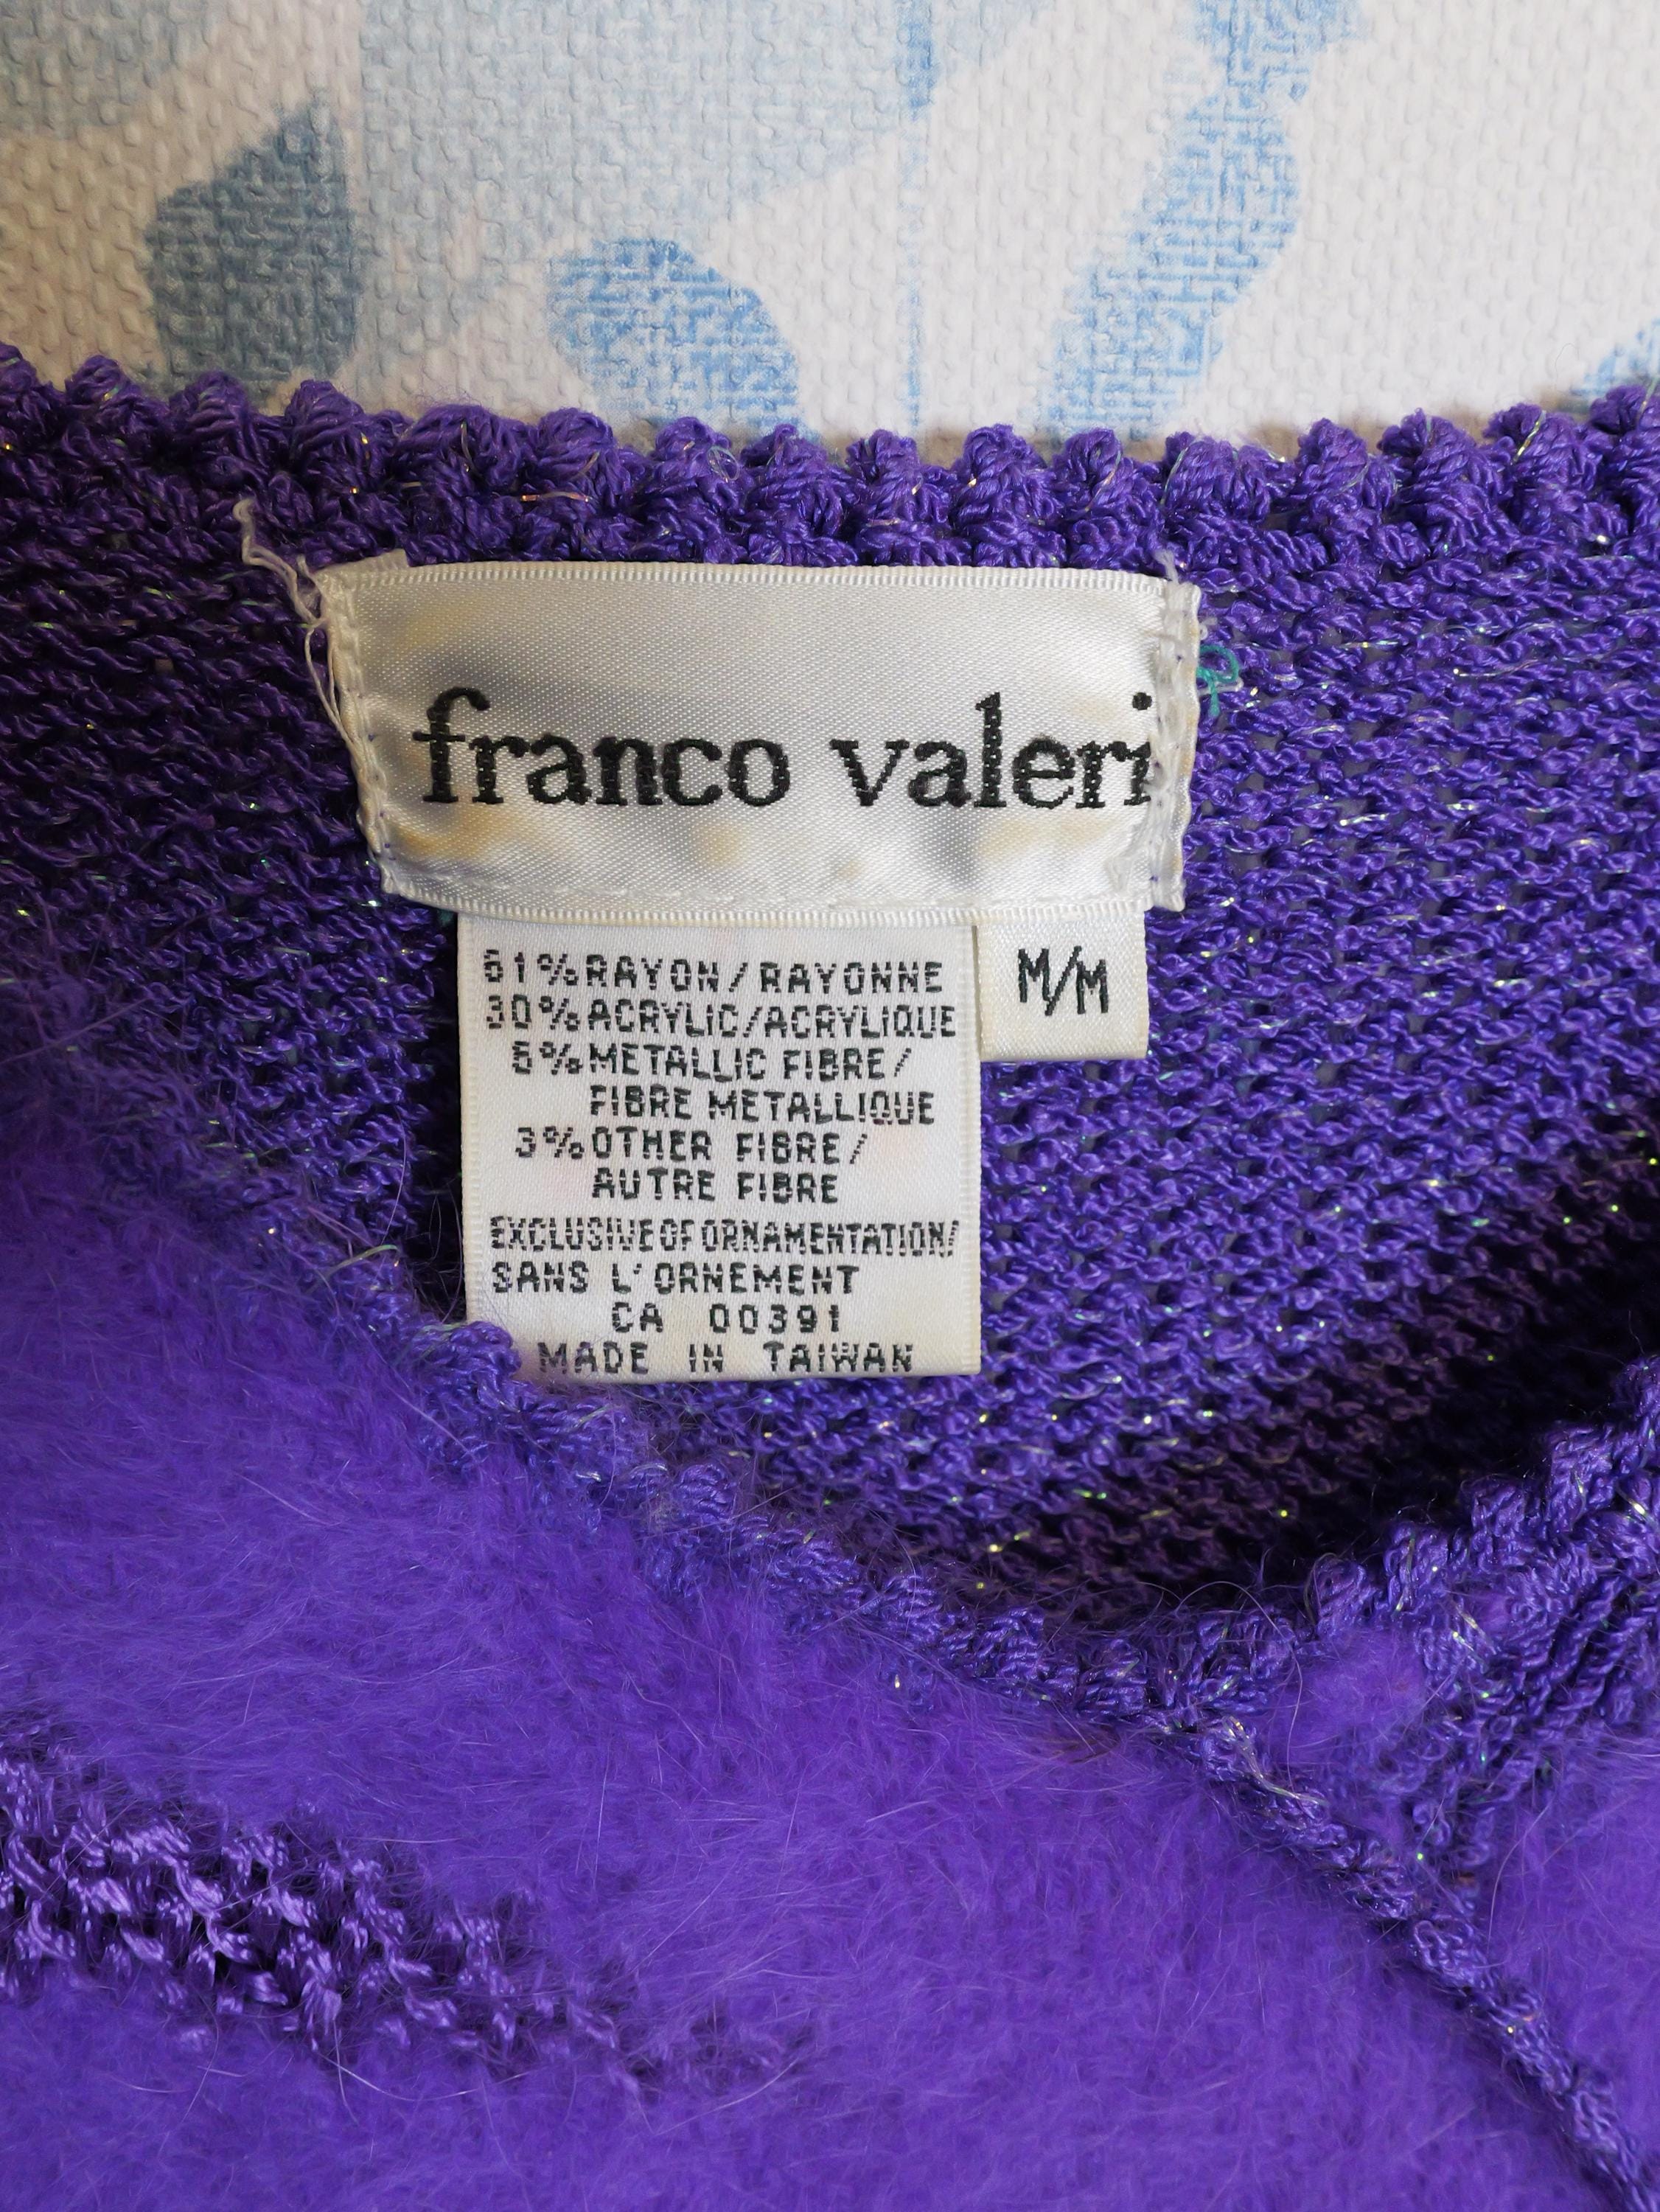 franco valeri
61% RAYON/RAYONNE
30% ACRYLIC/ACRYLIQUE
6% METALLIC FIBRE/
FIBRE METALLIQUE
3% OTHER FIBRE/
AUTRE FIBRE
EXCLUSIVE OF ORNAMENTATION/
SANS L'ORNEMENT
CA 00391
MADE IN TAIWAN
M/M